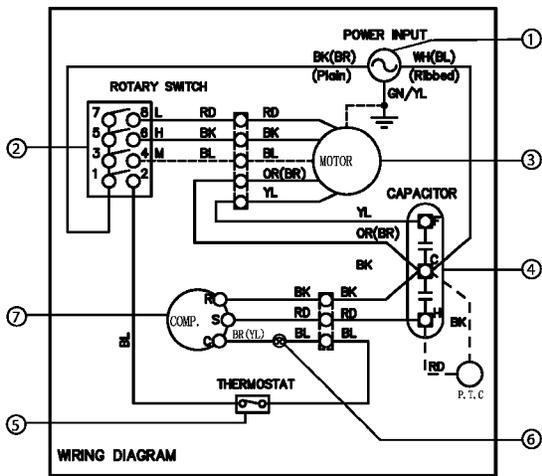 POWER INPUT
1
BK(BR)
(Plain)
WH(BL)
(Ribbed)
GN/YL
ROTARY SWITCH
7 8 L RD RD
5 6 H BK BK
3 4 M BL BL
1 2 OR(BR)
YL
2
MOTOR
3
CAPACITOR
YL
F
OR(BR)
BK
C
4
R BK BK
S RD RD H
BK
COMP.
7
C BR(YL) BL BL
BL
RD
P.T.C
THERMOSTAT
5
6
WIRING DIAGRAM